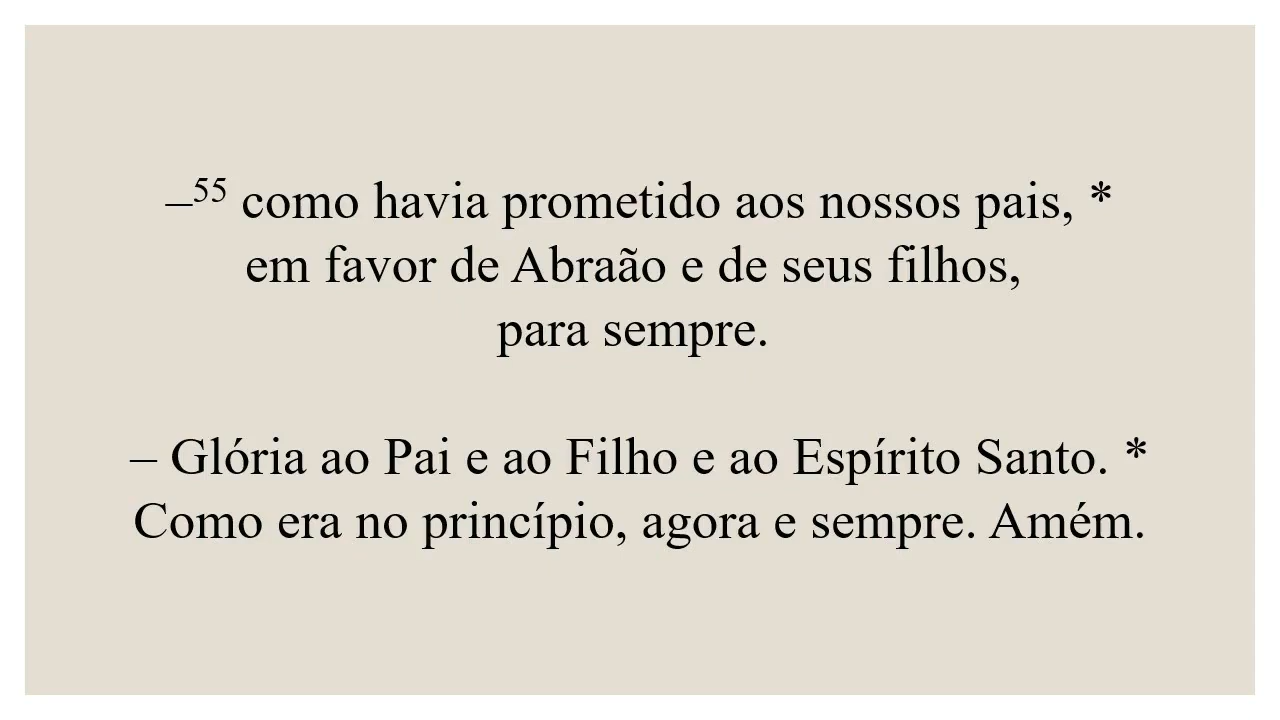 –⁵⁵ como havia prometido aos nossos pais, *
em favor de Abraão e de seus filhos,
para sempre.
– Glória ao Pai e ao Filho e ao Espírito Santo. *
Como era no princípio, agora e sempre. Amém.